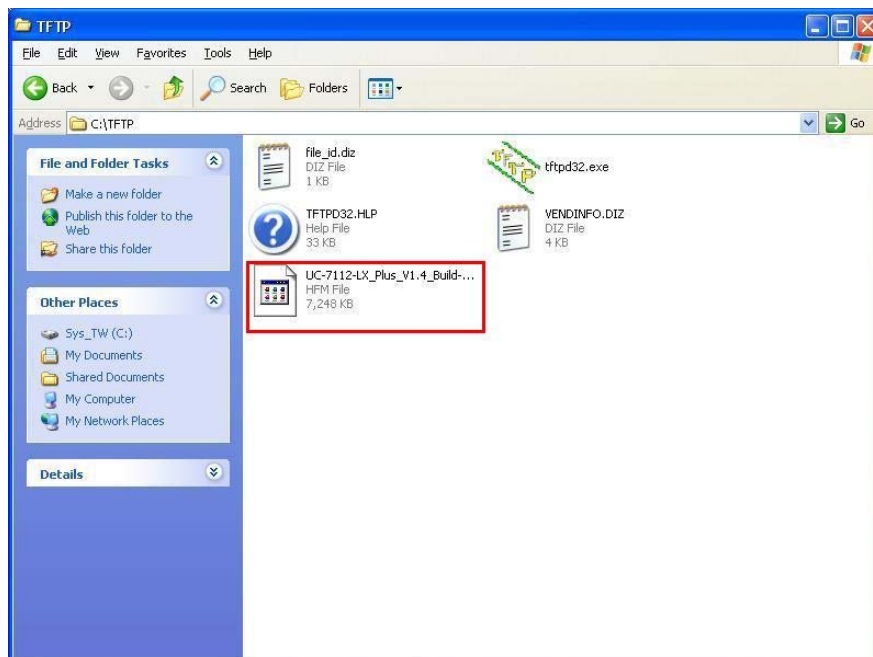 TFTP
File Edit View Favorites Tools Help
Back Search Folders
Address C:\TFTP Go
File and Folder Tasks
Make a new folder
Publish this folder to the
Web
Share this folder
Other Places
Sys_TW (C:)
My Documents
Shared Documents
My Computer
My Network Places
Details
file_id.diz
DIZ File
1 KB
TFTP
tftpd32.exe
TFTPD32.HLP
Help File
33 KB
VENDINFO.DIZ
DIZ File
4 KB
UC-7112-LX_Plus_V1.4_Build-...
HFM File
7,248 KB